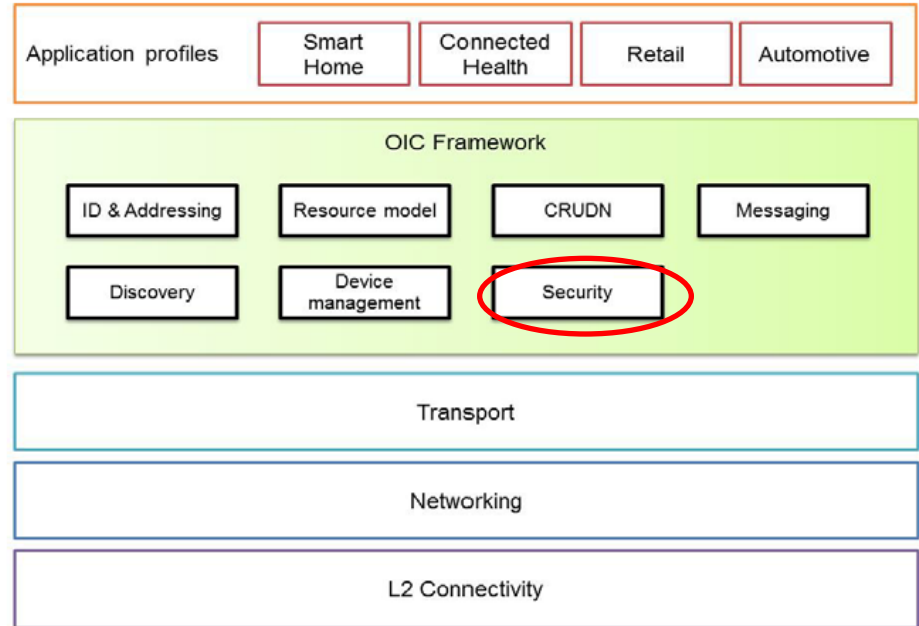 Application profiles
Smart
Home
Connected
Health
Retail
Automotive
OIC Framework
ID & Addressing
Resource model
CRUDN
Messaging
Discovery
Device
management
Security
Transport
Networking
L2 Connectivity